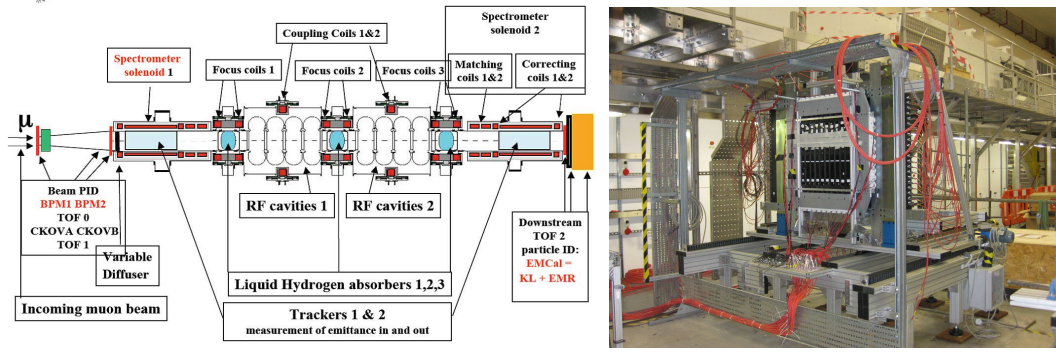 Coupling Coils 1&2
Spectrometer
solenoid 2
Spectrometer
solenoid 1
Focus coils 1
Focus coils 2
Focus coils 3
Matching
coils 1&2
Correcting
coils 1&2
μ
Beam PID
BPM1 BPM2
TOF 0
CKOVA CKOVB
TOF 1
RF cavities 1
RF cavities 2
Downstream
TOF 2
particle ID:
EMCal =
KL + EMR
Variable
Diffuser
Liquid Hydrogen absorbers 1,2,3
Incoming muon beam
Trackers 1 & 2
measurement of emittance in and out